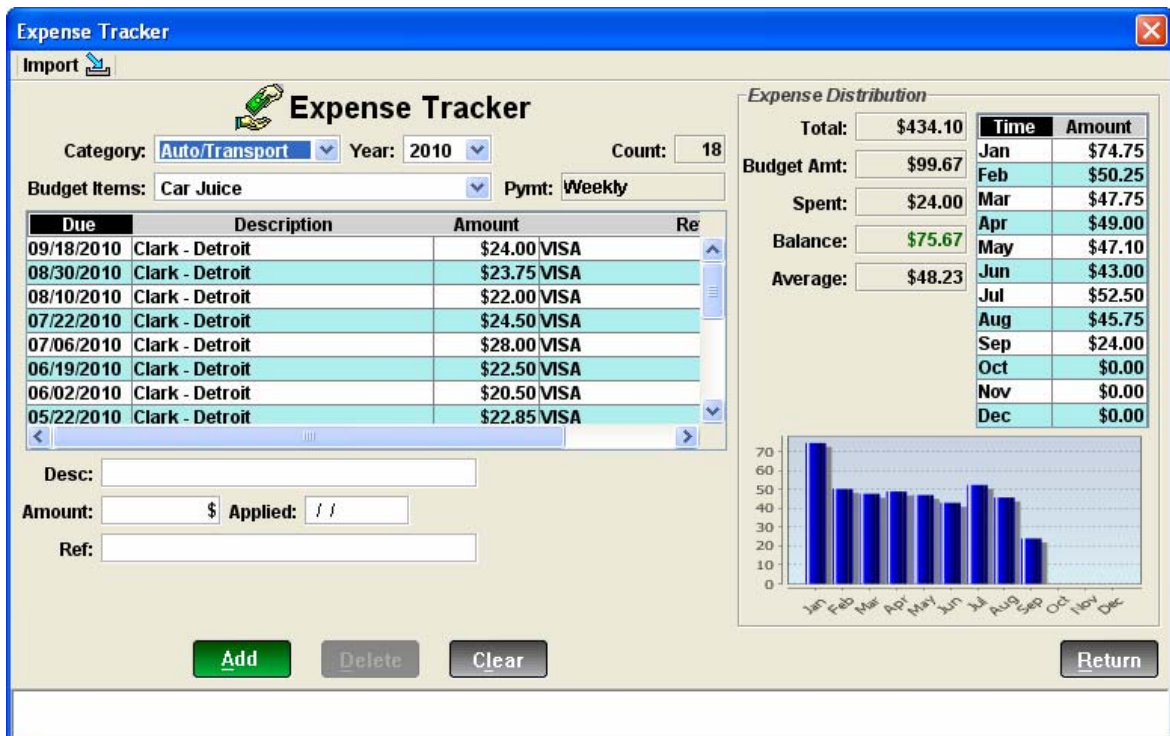 Expense Tracker
Import
Expense Tracker
Category: Auto/Transport Year: 2010 Count: 18
Budget Items: Car Juice Pymt: Weekly
Due Description Amount Re
09/18/2010 Clark - Detroit $24.00 VISA
08/30/2010 Clark - Detroit $23.75 VISA
08/10/2010 Clark - Detroit $22.00 VISA
07/22/2010 Clark - Detroit $24.50 VISA
07/06/2010 Clark - Detroit $28.00 VISA
06/19/2010 Clark - Detroit $22.50 VISA
06/02/2010 Clark - Detroit $20.50 VISA
05/22/2010 Clark - Detroit $22.85 VISA
Desc:
Amount: $ Applied: / /
Ref:
Add Delete Clear
Expense Distribution
Total: $434.10
Budget Amt: $99.67
Spent: $24.00
Balance: $75.67
Average: $48.23
Time Amount
Jan $74.75
Feb $50.25
Mar $47.75
Apr $49.00
May $47.10
Jun $43.00
Jul $52.50
Aug $45.75
Sep $24.00
Oct $0.00
Nov $0.00
Dec $0.00
70
60
50
40
30
20
10
0
Jan Feb Mar Apr May Jun Jul Aug Sep Oct Nov Dec
Return